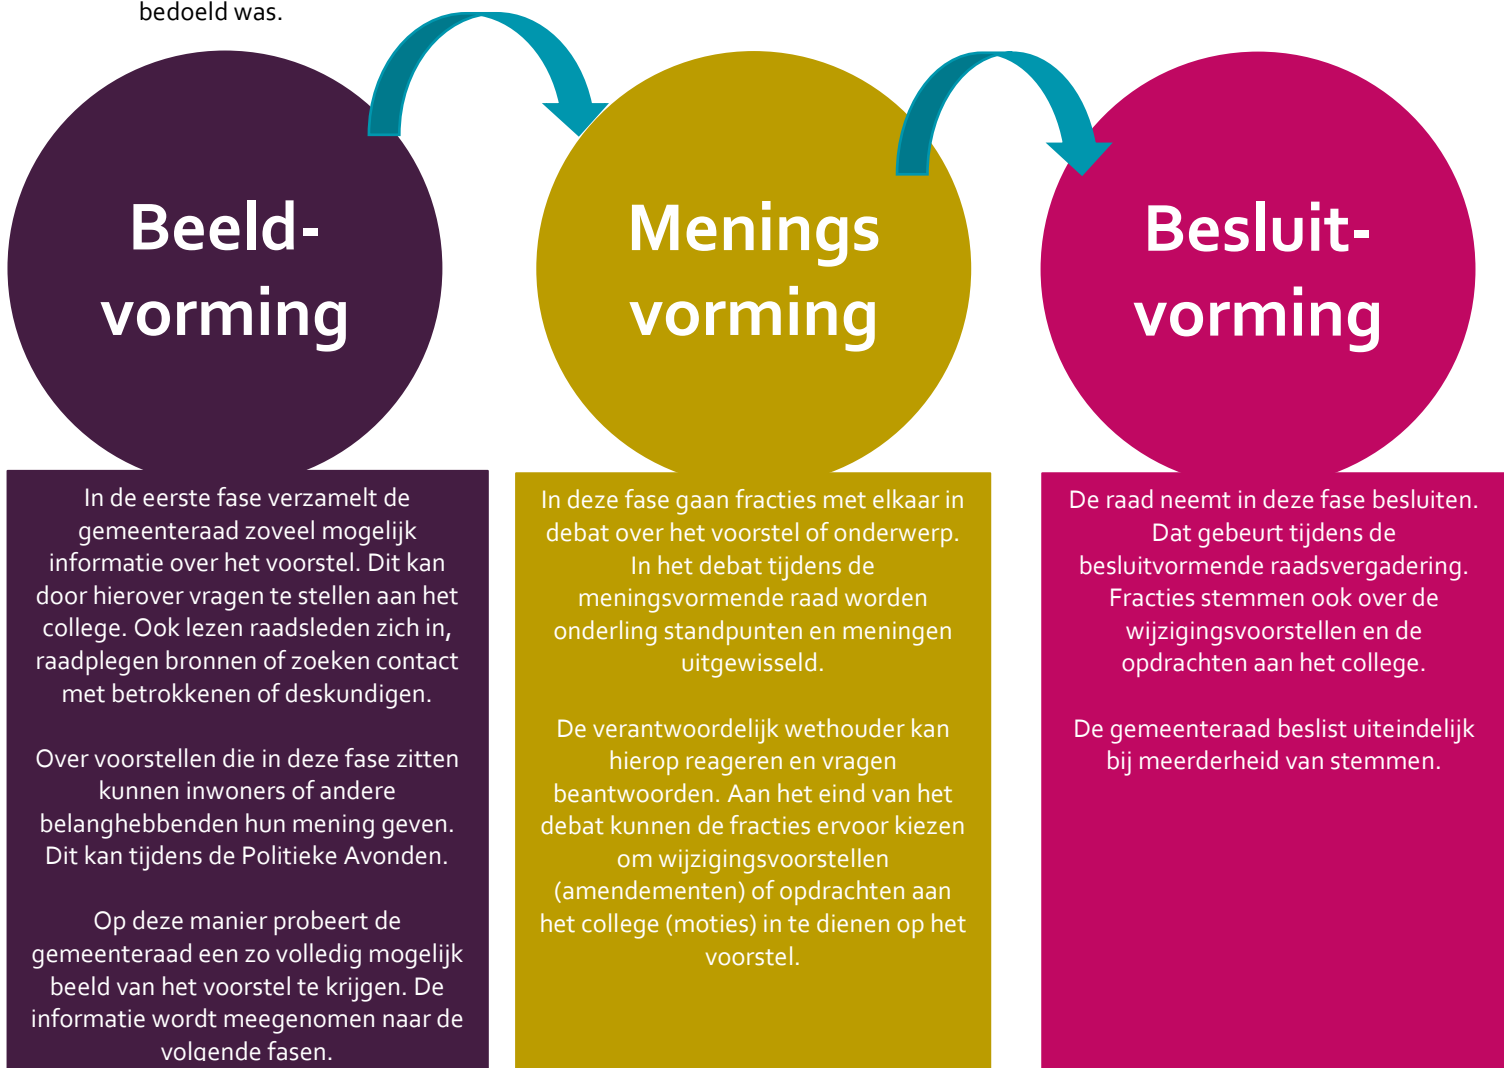 bedoeld was.
Beeld-
vorming
In de eerste fase verzamelt de
gemeenteraad zoveel mogelijk
informatie over het voorstel. Dit kan
door hierover vragen te stellen aan het
college. Ook lezen raadsleden zich in,
raadplegen bronnen of zoeken contact
met betrokkenen of deskundigen.
Over voorstellen die in deze fase zitten
kunnen inwoners of andere
belanghebbenden hun mening geven.
Dit kan tijdens de Politieke Avonden.
Op deze manier probeert de
gemeenteraad een zo volledig mogelijk
beeld van het voorstel te krijgen. De
informatie wordt meegenomen naar de
volgende fasen.
Menings
vorming
In deze fase gaan fracties met elkaar in
debat over het voorstel of onderwerp.
In het debat tijdens de
meningsvormende raad worden
onderling standpunten en meningen
uitgewisseld.
De verantwoordelijk wethouder kan
hierop reageren en vragen
beantwoorden. Aan het eind van het
debat kunnen de fracties ervoor kiezen
om wijzigingsvoorstellen
(amendementen) of opdrachten aan
het college (moties) in te dienen op het
voorstel.
Besluit-
vorming
De raad neemt in deze fase besluiten.
Dat gebeurt tijdens de
besluitvormende raadsvergadering.
Fracties stemmen ook over de
wijzigingsvoorstellen en de
opdrachten aan het college.
De gemeenteraad beslist uiteindelijk
bij meerderheid van stemmen.